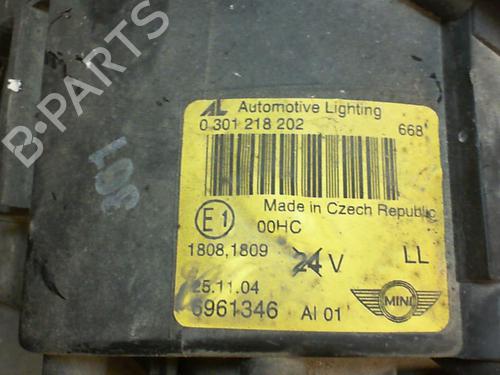 B-PARTS
AL Automotive Lighting
0 301 218 202 668
Made in Czech Republic
E1 00HC
1808,1809 24 V LL
25.11.04
6961346 AI 01
MINI